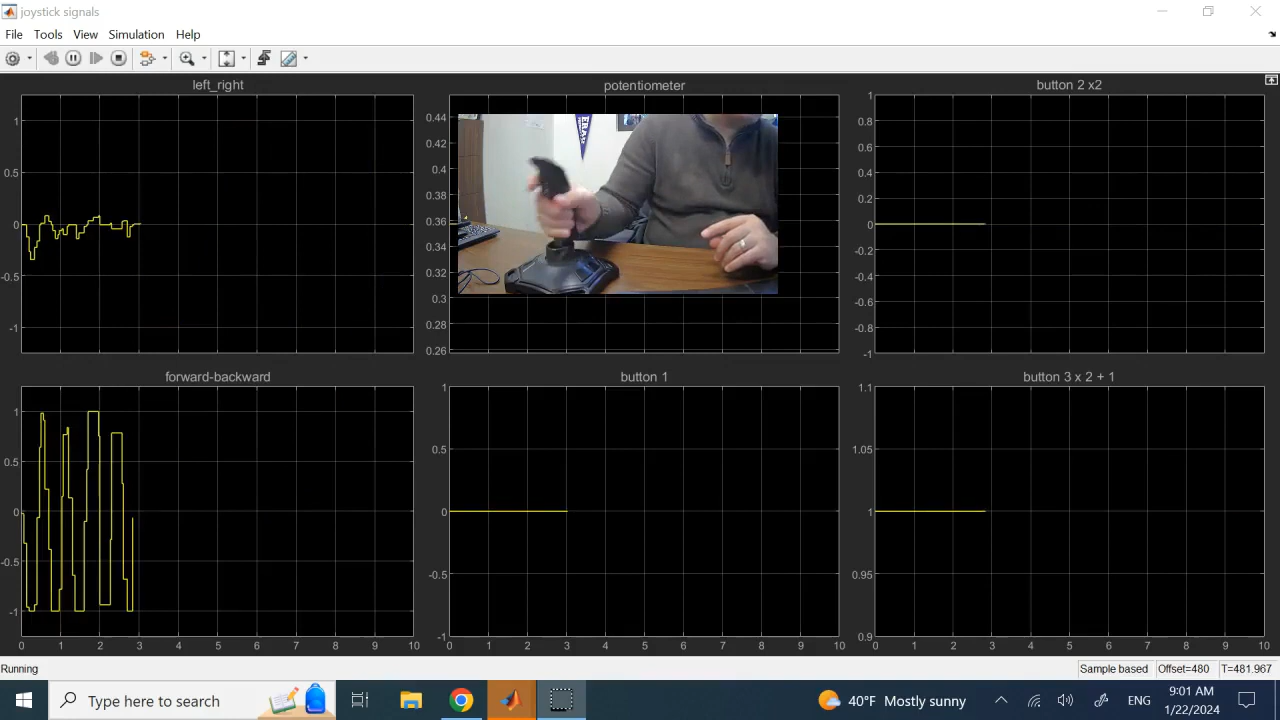 joystick signals
File Tools View Simulation Help
left_right
1
0.5
0
-0.5
-1
potentiometer
0.44
0.42
0.4
0.38
0.36
0.34
0.32
0.3
0.28
0.26
ERA
button 2 x2
1
0.8
0.6
0.4
0.2
0
-0.2
-0.4
-0.6
-0.8
-1
forward-backward
1
0.5
0
-0.5
-1
0 1 2 3 4 5 6 7 8 9 10
button 1
1
0.5
0
-0.5
-1
0 1 2 3 4 5 6 7 8 9 10
button 3 x 2 + 1
1.1
1.05
1
0.95
0.9
0 1 2 3 4 5 6 7 8 9 10
Running
Sample based Offset=480 T=481.967
Type here to search
40°F Mostly sunny
ENG
9:01 AM
1/22/2024